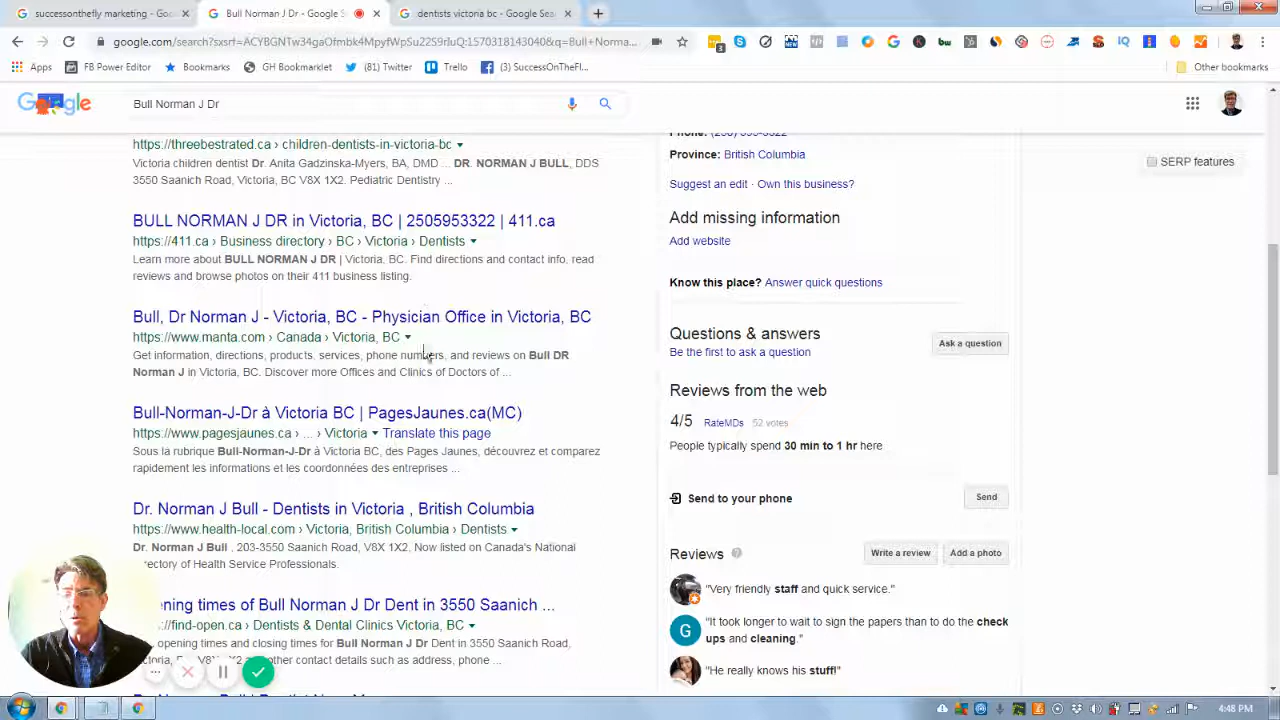 successonthefly marketing - Goo
Bull Norman J Dr - Google S
dentists victoria bc - Google Sea
google.com/search?sxsrf=ACYBGNTw34gaOfmbk4MpyfWpSu22S9rIuQ:1570318143040&q=Bull+Norma...
Apps
FB Power Editor
Bookmarks
GH Bookmarklet
(81) Twitter
Trello
(3) SuccessOnTheFl...
Other bookmarks
Google
Bull Norman J Dr
SERP features
https://threebestrated.ca › children-dentists-in-victoria-bc
Victoria children dentist Dr. Anita Gadzinska-Myers, BA, DMD ... DR. NORMAN J BULL, DDS
3550 Saanich Road, Victoria, BC V8X 1X2. Pediatric Dentistry ...
BULL NORMAN J DR in Victoria, BC | 2505953322 | 411.ca
https://411.ca › Business directory › BC › Victoria › Dentists
Learn more about BULL NORMAN J DR | Victoria, BC. Find directions and contact info, read
reviews and browse photos on their 411 business listing.
Bull, Dr Norman J - Victoria, BC - Physician Office in Victoria, BC
https://www.manta.com › Canada › Victoria, BC
Get information, directions, products, services, phone numbers, and reviews on Bull DR
Norman J in Victoria, BC. Discover more Offices and Clinics of Doctors of ...
Bull-Norman-J-Dr à Victoria BC | PagesJaunes.ca(MC)
https://www.pagesjaunes.ca › ... › Victoria
Translate this page
Sous la rubrique Bull-Norman-J-Dr à Victoria BC, des Pages Jaunes, découvrez et comparez
rapidement les informations et les coordonnées des entreprises ...
Dr. Norman J Bull - Dentists in Victoria , British Columbia
https://www.health-local.com › Victoria, British Columbia › Dentists
Dr. Norman J Bull , 203-3550 Saanich Road, V8X 1X2, Now listed on Canada's National
Directory of Health Service Professionals.
ening times of Bull Norman J Dr Dent in 3550 Saanich ...
find-open.ca › Dentists & Dental Clinics Victoria, BC
opening times and closing times for Bull Norman J Dr Dent in 3550 Saanich Road,
other contact details such as address, phone ...
Phone: (250) 595-3322
Province: British Columbia
Suggest an edit · Own this business?
Add missing information
Add website
Know this place? Answer quick questions
Questions & answers
Be the first to ask a question
Ask a question
Reviews from the web
4/5 RateMDs 52 votes
People typically spend 30 min to 1 hr here
Send to your phone
Send
Reviews
Write a review
Add a photo
"Very friendly staff and quick service."
G
"It took longer to wait to sign the papers than to do the check
ups and cleaning."
"He really knows his stuff!"
4:48 PM